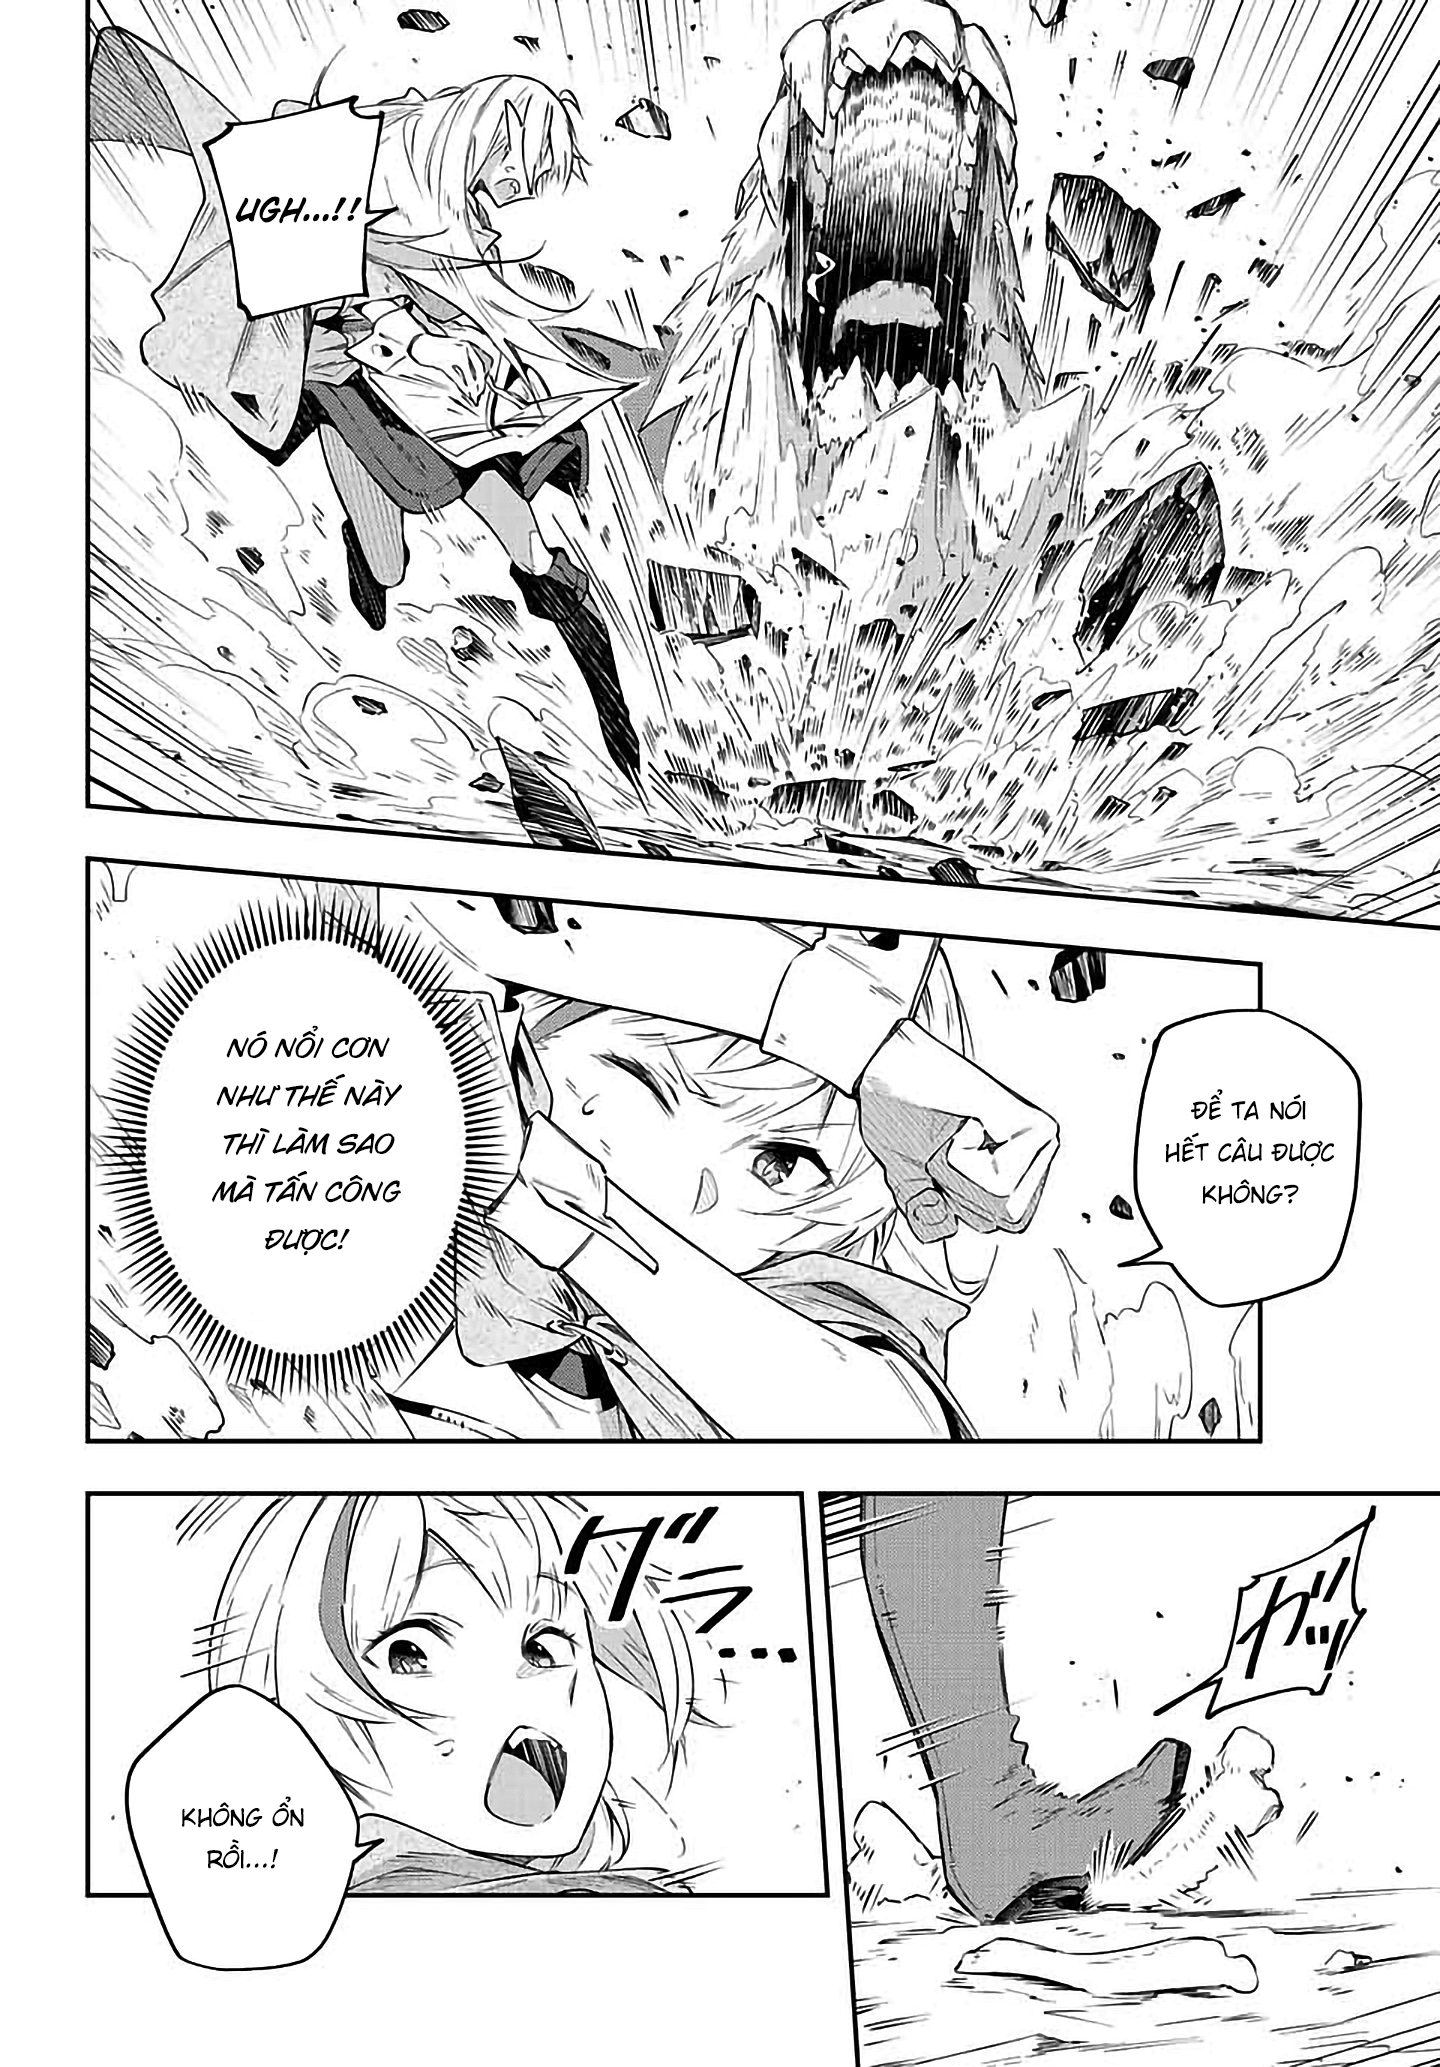 UGH...!!
ĐỂ TA NÓI
HẾT CÂU ĐƯỢC
KHÔNG?
NÓ NỔI CƠN
NHƯ THẾ NÀY
THÌ LÀM SAO
MÀ TẤN CÔNG
ĐƯỢC!
ガッ
グラ...
KHÔNG ỔN
RỒI...!